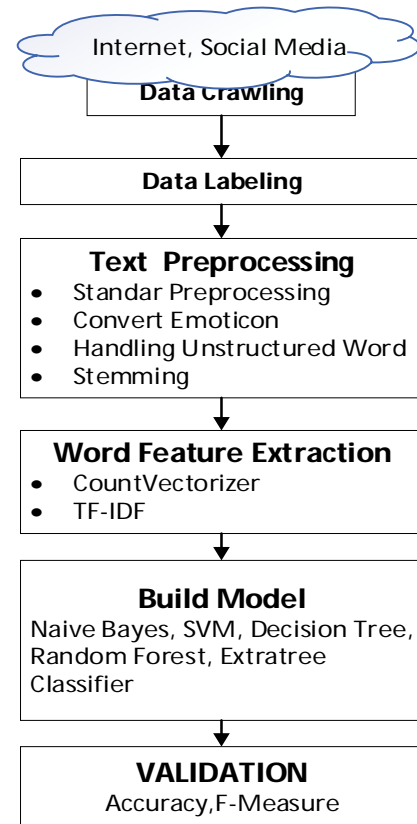 Internet, Social Media
Data Crawling
Data Labeling
Text Preprocessing
• Standar Preprocessing
• Convert Emoticon
• Handling Unstructured Word
• Stemming
Word Feature Extraction
• CountVectorizer
• TF-IDF
Build Model
Naive Bayes, SVM, Decision Tree,
Random Forest, Extratree
Classifier
VALIDATION
Accuracy,F-Measure